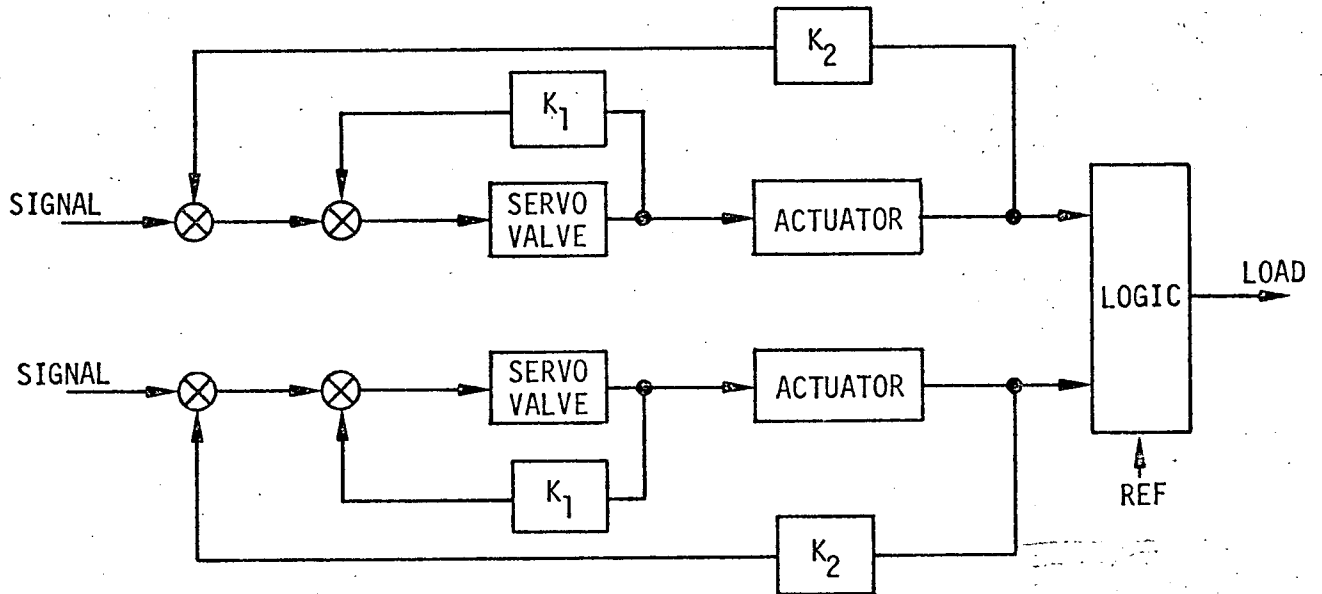 K2
K1
SIGNAL
SERVO
VALVE
ACTUATOR
LOGIC
LOAD
SIGNAL
SERVO
VALVE
ACTUATOR
K1
REF
K2